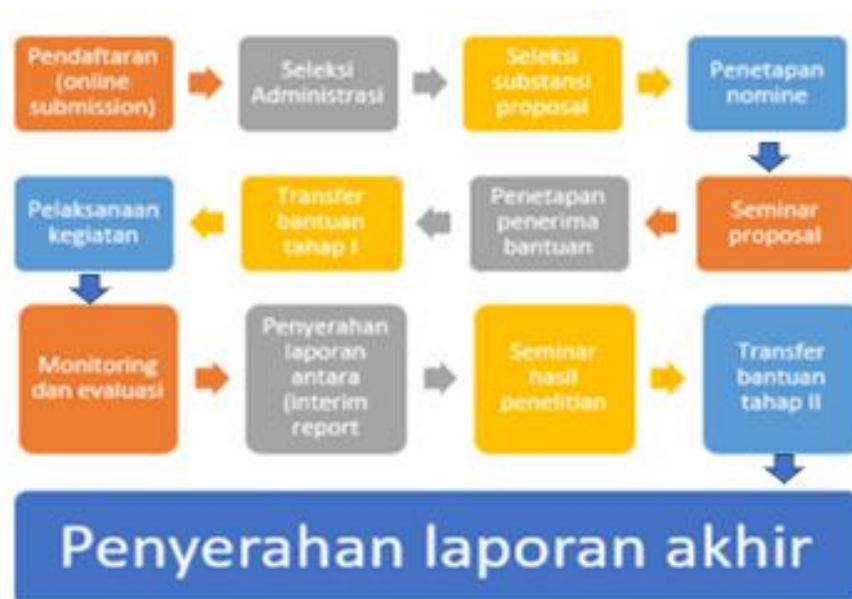 Pendaftaran
(online
submission)
Seleksi
Administrasi
Seleksi
substansi
proposal
Penetapan
nomine
Seminar
proposal
Penetapan
penerima
bantuan
Transfer
bantuan
tahap I
Pelaksanaan
kegiatan
Monitoring
dan evaluasi
Penyerahan
laporan
antara
(interim
report
Seminar
hasil
penelitian
Transfer
bantuan
tahap II
Penyerahan laporan akhir